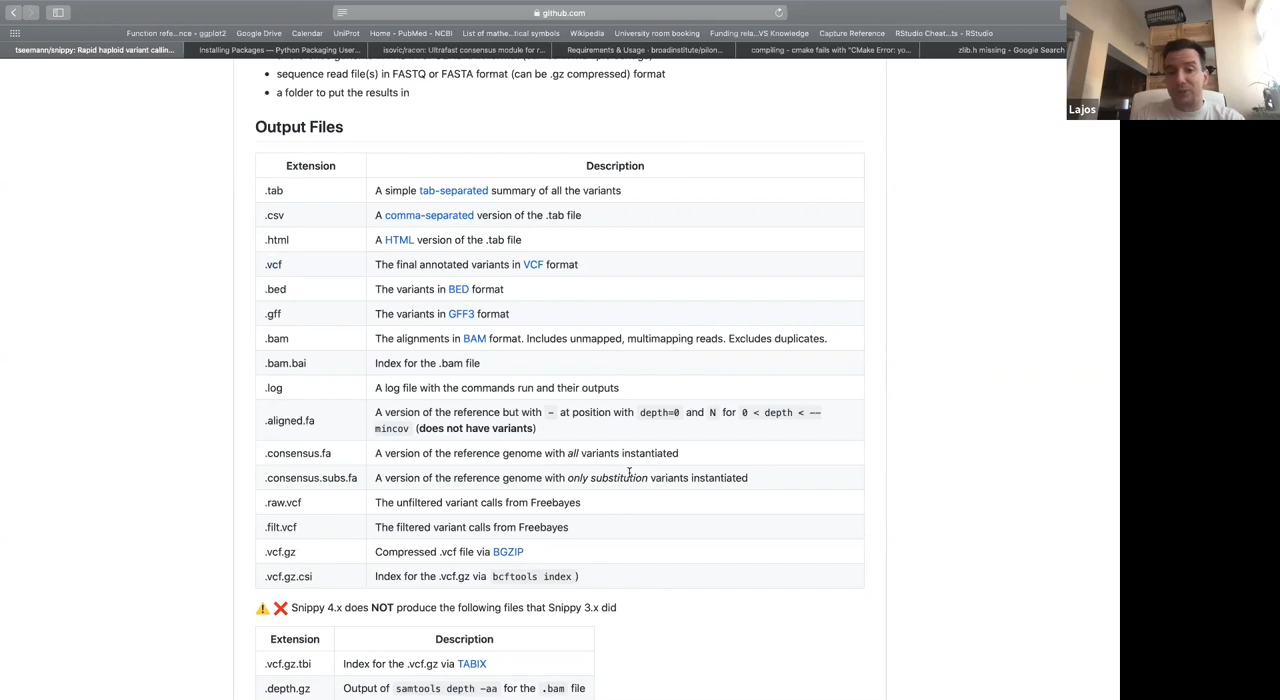 github.com
Function refe...nce - ggplot2 Google Drive Calendar UniProt Home - PubMed - NCBI List of mathe...tical symbols Wikipedia University room booking Funding rela...VS Knowledge Capture Reference RStudio Cheat...ts - RStudio
tseemann/snippy: Rapid haploid variant callin... Installing Packages — Python Packaging User... isovic/racon: Ultrafast consensus module for r... Requirements & Usage · broadinstitute/pilon... compiling - cmake fails with "CMake Error: yo... zlib.h missing - Google Search
Lajos
• sequence read file(s) in FASTQ or FASTA format (can be .gz compressed) format
• a folder to put the results in
Output Files
Extension Description
.tab A simple tab-separated summary of all the variants
.csv A comma-separated version of the .tab file
.html A HTML version of the .tab file
.vcf The final annotated variants in VCF format
.bed The variants in BED format
.gff The variants in GFF3 format
.bam The alignments in BAM format. Includes unmapped, multimapping reads. Excludes duplicates.
.bam.bai Index for the .bam file
.log A log file with the commands run and their outputs
.aligned.fa A version of the reference but with - at position with depth=0 and N for 0 < depth < --
mincov (does not have variants)
.consensus.fa A version of the reference genome with all variants instantiated
.consensus.subs.fa A version of the reference genome with only substitution variants instantiated
.raw.vcf The unfiltered variant calls from Freebayes
.filt.vcf The filtered variant calls from Freebayes
.vcf.gz Compressed .vcf file via BGZIP
.vcf.gz.csi Index for the .vcf.gz via bcftools index)
⚠️ ❌ Snippy 4.x does NOT produce the following files that Snippy 3.x did
Extension Description
.vcf.gz.tbi Index for the .vcf.gz via TABIX
.depth.gz Output of samtools depth -aa for the .bam file